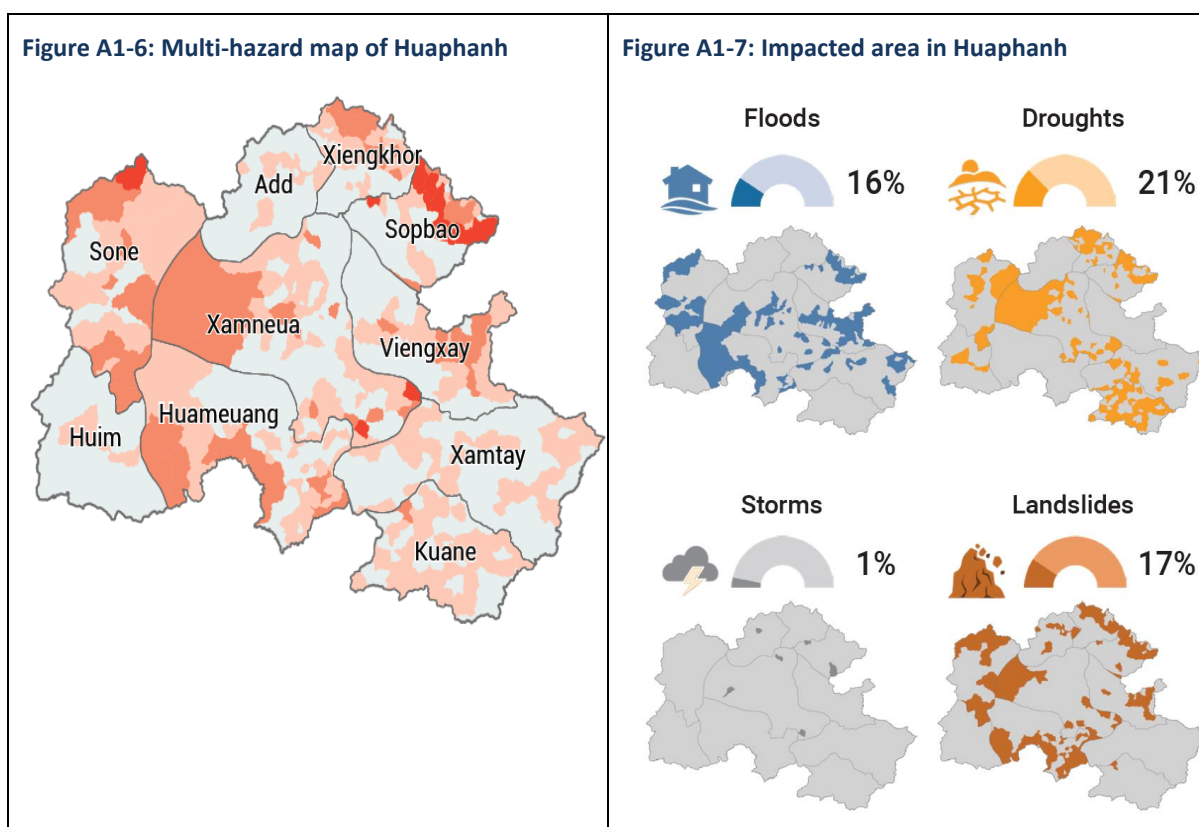 Figure A1-6: Multi-hazard map of Huaphanh
Xiengkhor
Add
Sopbao
Sone
Xamneua
Viengxay
Huameuang
Huim
Xamtay
Kuane
Figure A1-7: Impacted area in Huaphanh
Floods
16%
Droughts
21%
Storms
1%
Landslides
17%